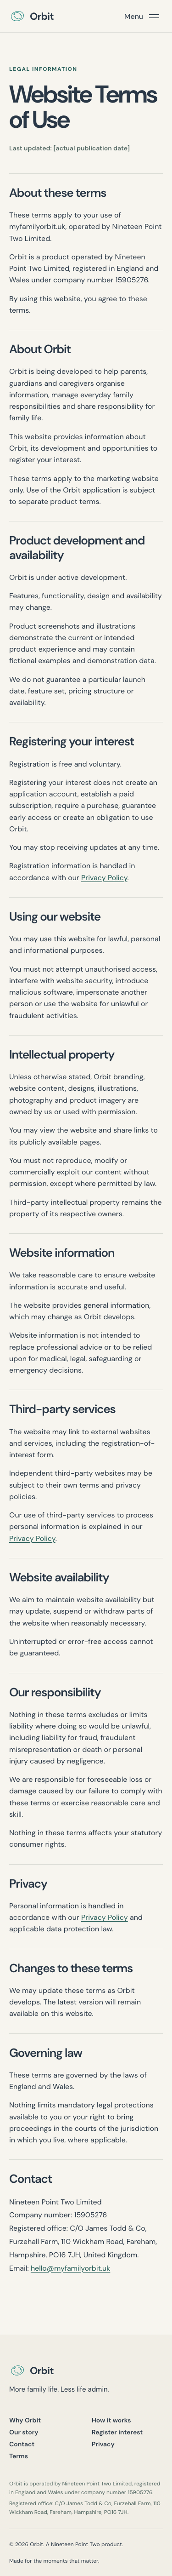 Orbit
Menu
LEGAL INFORMATION
Website Terms
of Use
Last updated: [actual publication date]
About these terms
These terms apply to your use of
myfamilyorbit.uk, operated by Nineteen Point
Two Limited.
Orbit is a product operated by Nineteen
Point Two Limited, registered in England and
Wales under company number 15905276.
By using this website, you agree to these
terms.
About Orbit
Orbit is being developed to help parents,
guardians and caregivers organise
information, manage everyday family
responsibilities and share responsibility for
family life.
This website provides information about
Orbit, its development and opportunities to
register your interest.
These terms apply to the marketing website
only. Use of the Orbit application is subject
to separate product terms.
Product development and
availability
Orbit is under active development.
Features, functionality, design and availability
may change.
Product screenshots and illustrations
demonstrate the current or intended
product experience and may contain
fictional examples and demonstration data.
We do not guarantee a particular launch
date, feature set, pricing structure or
availability.
Registering your interest
Registration is free and voluntary.
Registering your interest does not create an
application account, establish a paid
subscription, require a purchase, guarantee
early access or create an obligation to use
Orbit.
You may stop receiving updates at any time.
Registration information is handled in
accordance with our Privacy Policy.
Using our website
You may use this website for lawful, personal
and informational purposes.
You must not attempt unauthorised access,
interfere with website security, introduce
malicious software, impersonate another
person or use the website for unlawful or
fraudulent activities.
Intellectual property
Unless otherwise stated, Orbit branding,
website content, designs, illustrations,
photography and product imagery are
owned by us or used with permission.
You may view the website and share links to
its publicly available pages.
You must not reproduce, modify or
commercially exploit our content without
permission, except where permitted by law.
Third-party intellectual property remains the
property of its respective owners.
Website information
We take reasonable care to ensure website
information is accurate and useful.
The website provides general information,
which may change as Orbit develops.
Website information is not intended to
replace professional advice or to be relied
upon for medical, legal, safeguarding or
emergency decisions.
Third-party services
The website may link to external websites
and services, including the registration-of-
interest form.
Independent third-party websites may be
subject to their own terms and privacy
policies.
Our use of third-party services to process
personal information is explained in our
Privacy Policy.
Website availability
We aim to maintain website availability but
may update, suspend or withdraw parts of
the website when reasonably necessary.
Uninterrupted or error-free access cannot
be guaranteed.
Our responsibility
Nothing in these terms excludes or limits
liability where doing so would be unlawful,
including liability for fraud, fraudulent
misrepresentation or death or personal
injury caused by negligence.
We are responsible for foreseeable loss or
damage caused by our failure to comply with
these terms or exercise reasonable care and
skill.
Nothing in these terms affects your statutory
consumer rights.
Privacy
Personal information is handled in
accordance with our Privacy Policy and
applicable data protection law.
Changes to these terms
We may update these terms as Orbit
develops. The latest version will remain
available on this website.
Governing law
These terms are governed by the laws of
England and Wales.
Nothing limits mandatory legal protections
available to you or your right to bring
proceedings in the courts of the jurisdiction
in which you live, where applicable.
Contact
Nineteen Point Two Limited
Company number: 15905276
Registered office: C/O James Todd & Co,
Furzehall Farm, 110 Wickham Road, Fareham,
Hampshire, PO16 7JH, United Kingdom.
Email: hello@myfamilyorbit.uk
Orbit
More family life. Less life admin.
Why Orbit
How it works
Our story
Register interest
Contact
Privacy
Terms
Orbit is operated by Nineteen Point Two Limited, registered
in England and Wales under company number 15905276.
Registered office: C/O James Todd & Co, Furzehall Farm, 110
Wickham Road, Fareham, Hampshire, PO16 7JH.
© 2026 Orbit. A Nineteen Point Two product.
Made for the moments that matter.